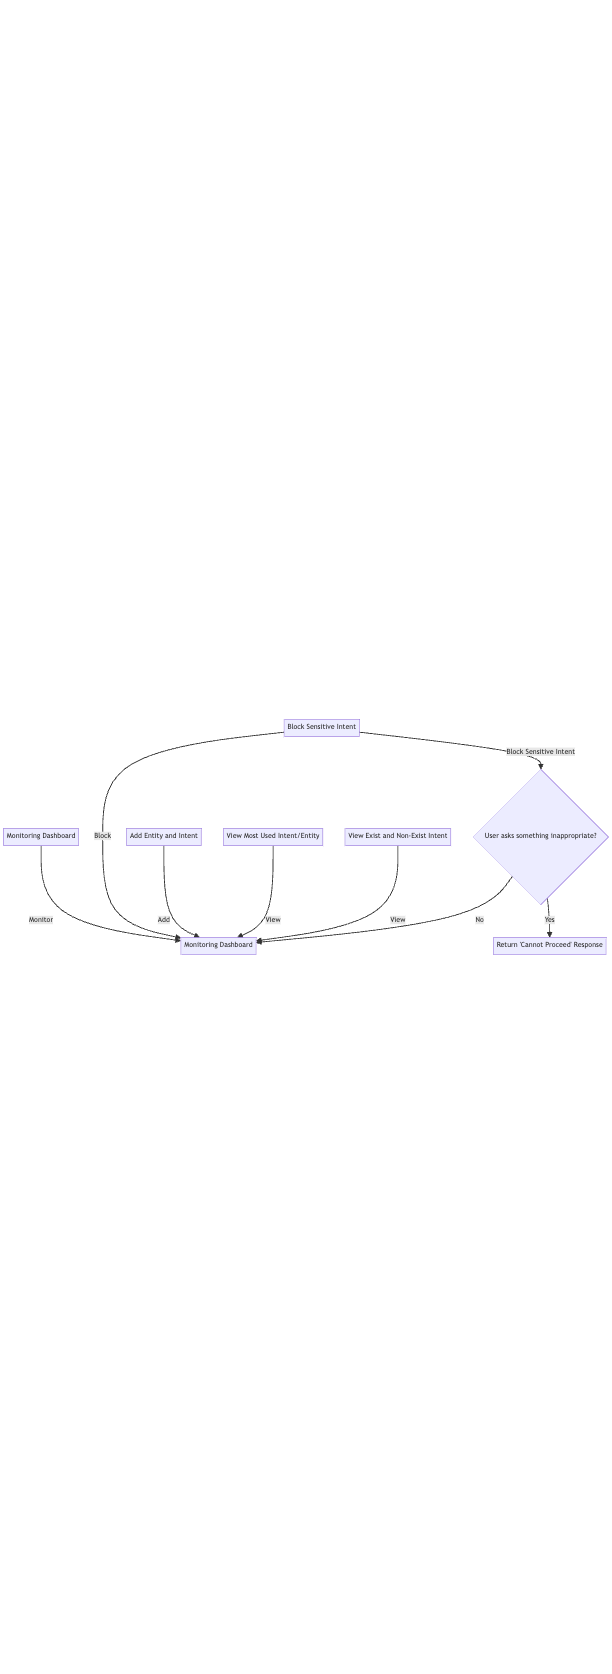 Block Sensitive Intent
Block Sensitive Intent
Block
Monitoring Dashboard
Add Entity and Intent
View Most Used Intent/Entity
View Exist and Non-Exist Intent
User asks something inappropriate?
Monitor
Add
View
View
No
Yes
Monitoring Dashboard
Return 'Cannot Proceed' Response